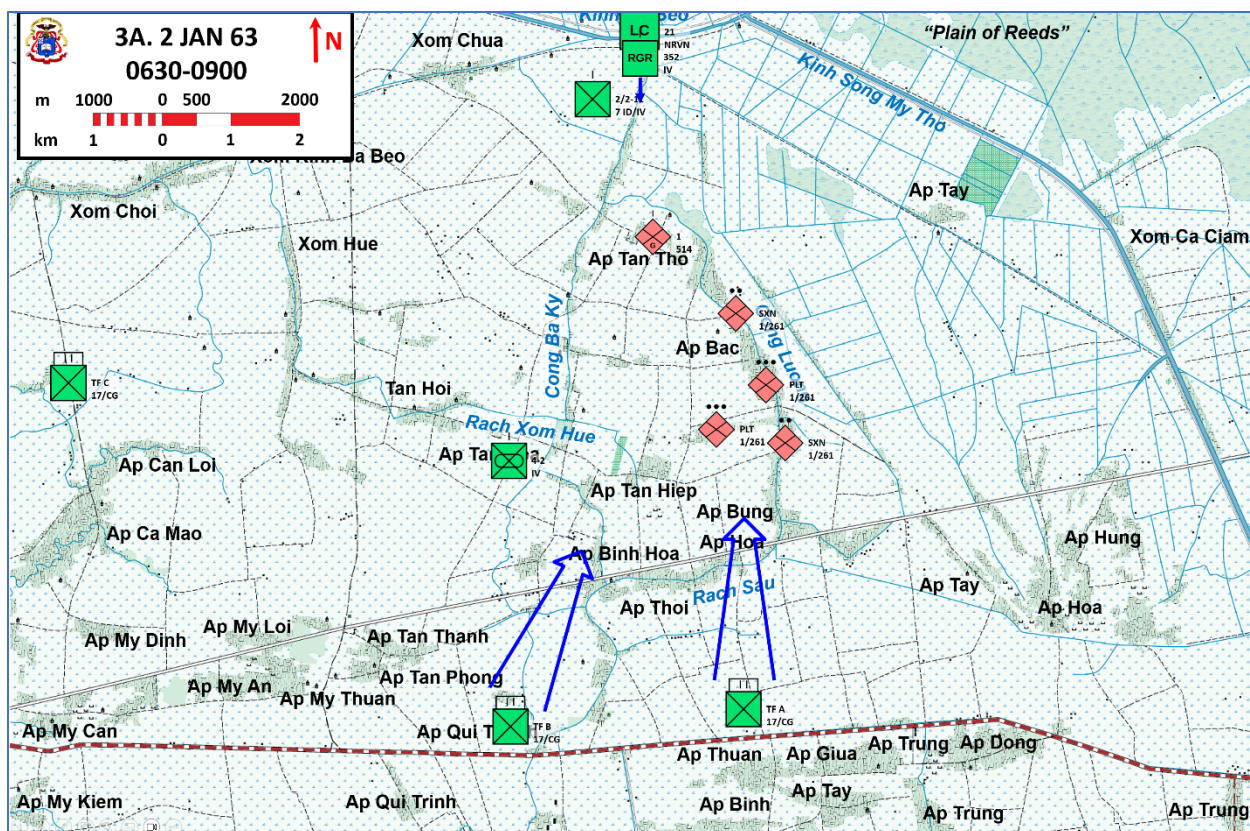 3A. 2 JAN 63
0630-0900
N
m 1000 0 500 2000
km 1 0 1 2
"Plain of Reeds"
Xom Chua
LC
21
NRVN
RGR
352
IV
7 ID/IV
Kinh Song My Tho
Xom Choi
Xom Hue
Ap Tay
Xom Ca Ciam
1
514
G
Ap Tan Tho
Cong Ba Ky
SXN
1/261
Ap Bac
TF C
17/CG
Tan Hoi
PLT
1/261
Rach Xom Hue
PLT
1/261
SXN
1/261
4-2
IV
Ap Can Loi
Ap Tan Hiep
Ap Bung
Ap Ca Mao
Ap Binh Hoa
Ap Hoa
Ap Hung
Rach Sau
Ap Tay
Ap Thoi
Ap Hoa
Ap My Dinh
Ap My Loi
Ap Tan Thanh
Ap My An
Ap My Thuan
Ap Tan Phong
TF A
17/CG
Ap My Can
Ap Qui
TF B
17/CG
Ap Thuan
Ap Giua
Ap Trung
Ap Dong
Ap My Kiem
Ap Qui Trinh
Ap Binh
Ap Tay
Ap Trung
Ap Trung